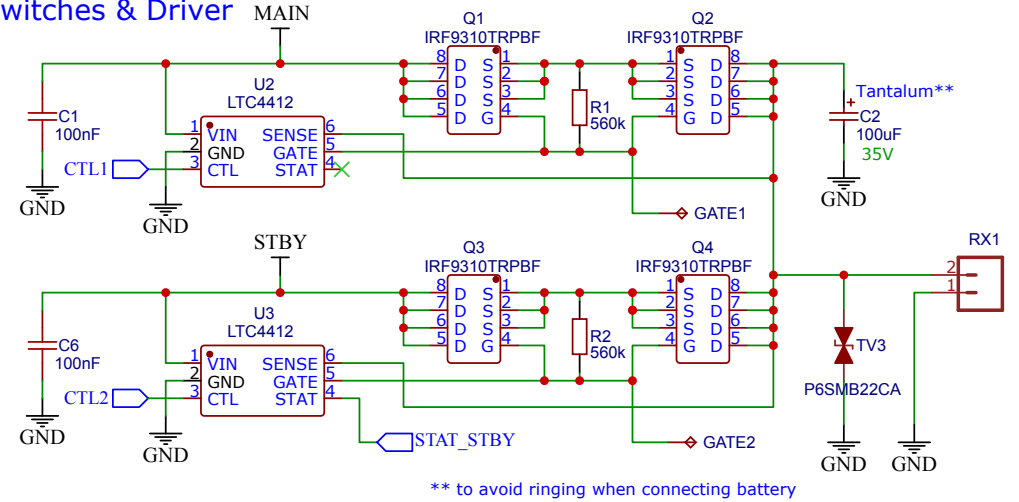 witches & Driver
MAIN
Q1
IRF9310TRPBF
Q2
IRF9310TRPBF
8 D S 1
7 D S 2
6 D S 3
5 D G 4
1 S D 8
2 S D 7
3 S D 6
4 G D 5
R1
560k
Tantalum**
+
C2
100uF
35V
GND
C1
100nF
GND
U2
LTC4412
1 VIN SENSE 6
2 GND GATE 5
3 CTL STAT 4
CTL1
GND
GATE1
STBY
Q3
IRF9310TRPBF
Q4
IRF9310TRPBF
8 D S 1
7 D S 2
6 D S 3
5 D G 4
1 S D 8
2 S D 7
3 S D 6
4 G D 5
R2
560k
RX1
2
1
C6
100nF
GND
U3
LTC4412
1 VIN SENSE 6
2 GND GATE 5
3 CTL STAT 4
CTL2
GND
STAT_STBY
GATE2
TV3
P6SMB22CA
GND
GND
** to avoid ringing when connecting battery